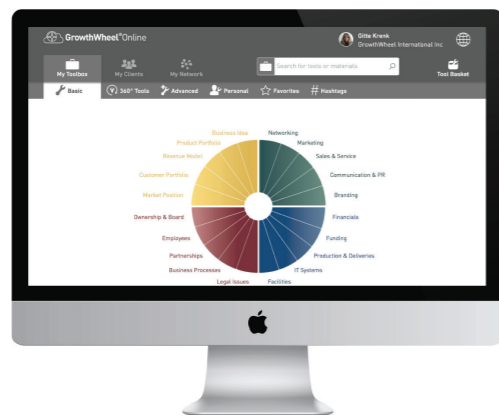 GrowthWheel®Online
Gitte Kronk
GrowthWheel International Inc
My Toolbox
My Clients
My Network
Search for tools or materials
Tool Basket
Basic
360° Tools
Advanced
Personal
Favorites
# Hashtags
Business Idea
Networking
Product Portfolio
Marketing
Revenue Model
Sales & Service
Customer Portfolio
Communication & PR
Market Position
Branding
Ownership & Board
Financials
Employees
Funding
Partnerships
Production & Deliveries
Business Processes
IT Systems
Legal Issues
Facilities